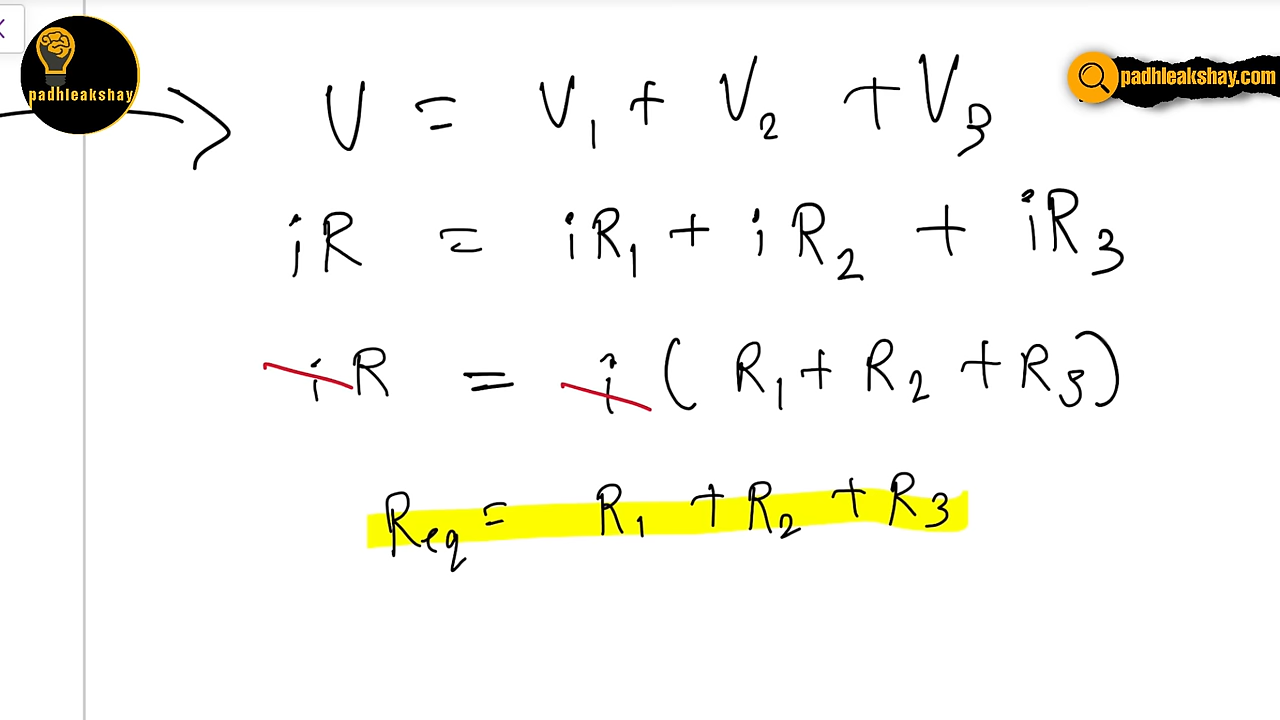 padhleakshay
padhleakshay.com
V = V₁ + V₂ + V₃
iR = iR₁ + iR₂ + iR₃
iR = i(R₁ + R₂ + R₃)
Req = R₁ + R₂ + R₃